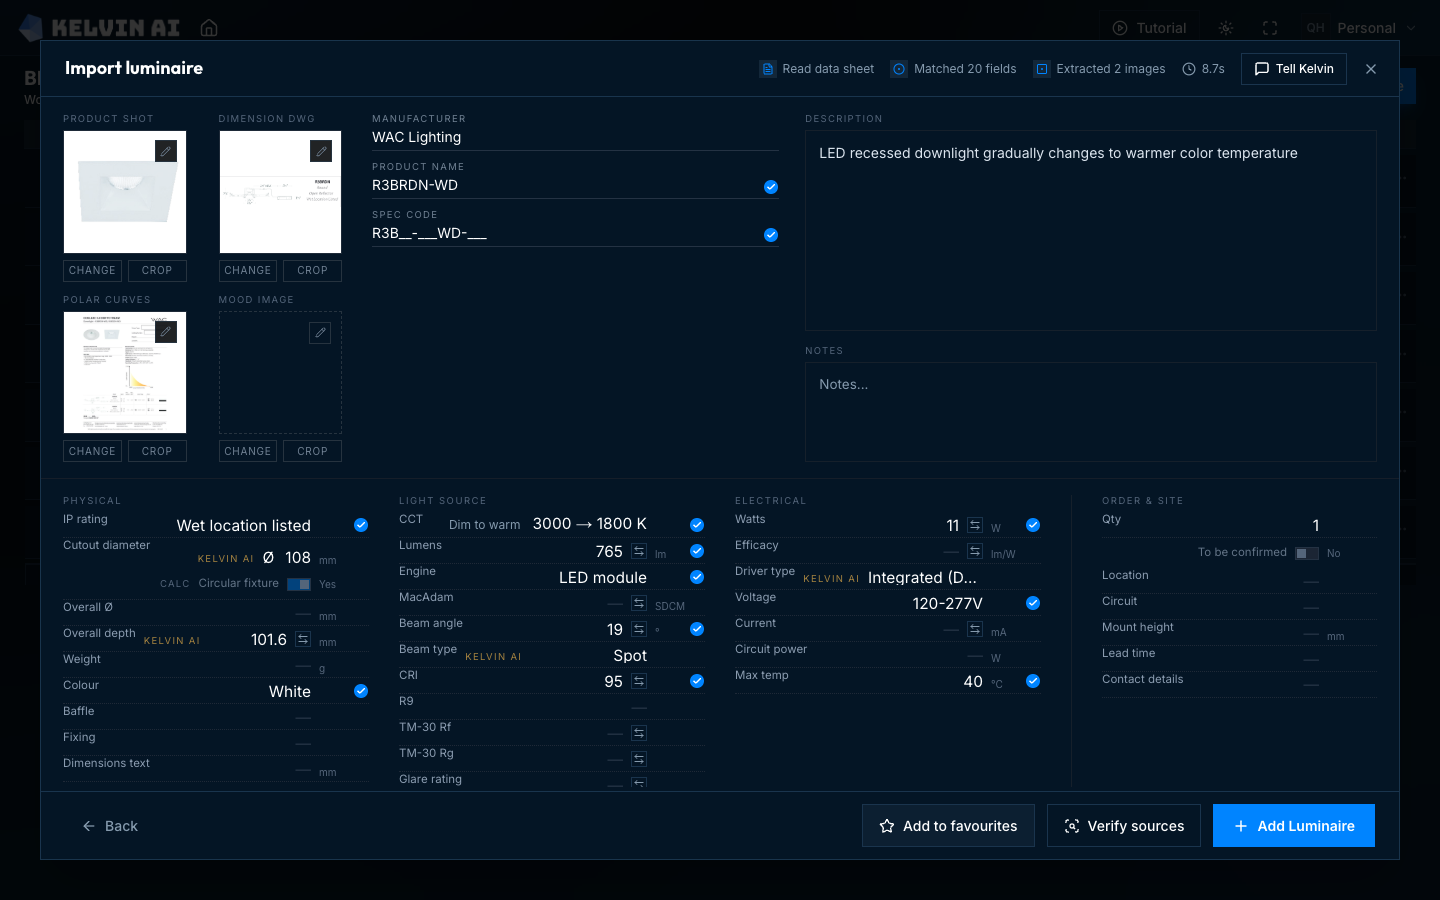 KELVIN AI
Tutorial
QH
Personal
Import luminaire
Read data sheet
Matched 20 fields
Extracted 2 images
8.7s
Tell Kelvin
PRODUCT SHOT
DIMENSION DWG
CHANGE
CROP
CHANGE
CROP
POLAR CURVES
MOOD IMAGE
CHANGE
CROP
CHANGE
CROP
MANUFACTURER
WAC Lighting
PRODUCT NAME
R3BRDN-WD
SPEC CODE
R3B__-___WD-___
DESCRIPTION
LED recessed downlight gradually changes to warmer color temperature
NOTES
Notes...
PHYSICAL
IP rating
Wet location listed
Cutout diameter
KELVIN AI Ø 108 mm
CALC Circular fixture Yes
Overall Ø
— mm
Overall depth
KELVIN AI 101.6 mm
Weight
— g
Colour
White
Baffle
—
Fixing
—
Dimensions text
— mm
LIGHT SOURCE
CCT
Dim to warm 3000 → 1800 K
Lumens
765 lm
Engine
LED module
MacAdam
— SDCM
Beam angle
19 °
Beam type
KELVIN AI Spot
CRI
95
R9
—
TM-30 Rf
—
TM-30 Rg
—
Glare rating
—
ELECTRICAL
Watts
11 W
Efficacy
— lm/W
Driver type
KELVIN AI Integrated (D...
Voltage
120-277V
Current
— mA
Circuit power
— W
Max temp
40 °C
ORDER & SITE
Qty
1
To be confirmed No
Location
—
Circuit
—
Mount height
— mm
Lead time
—
Contact details
—
Back
Add to favourites
Verify sources
Add Luminaire